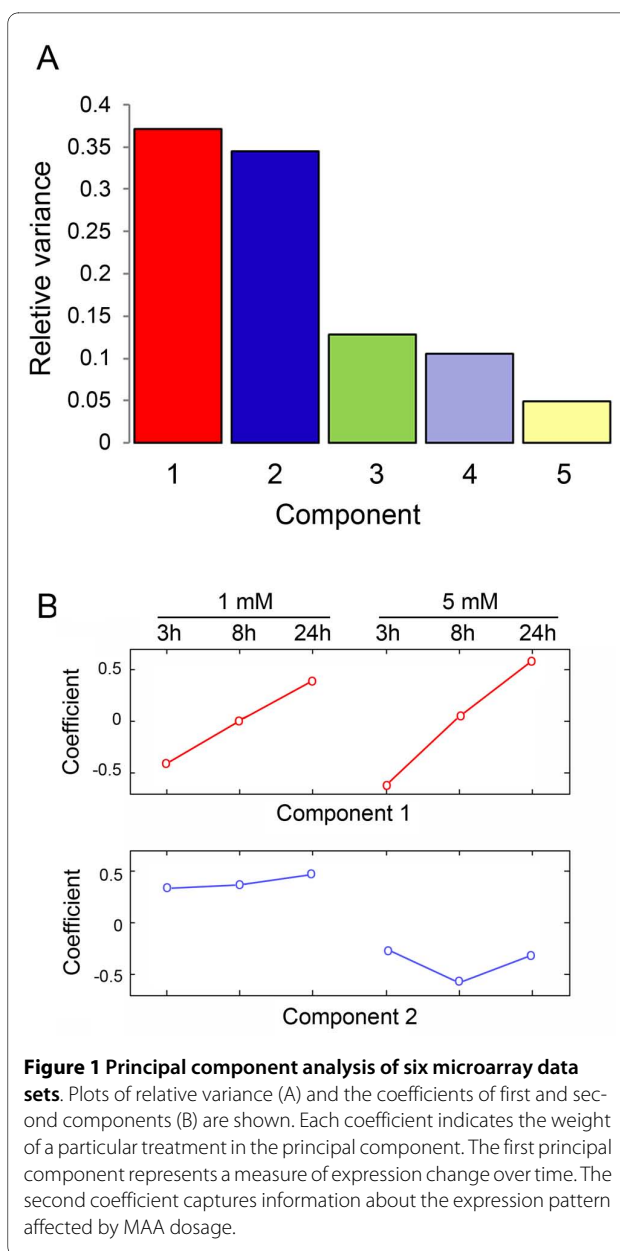 A
0.4
0.35
0.3
0.25
0.2
0.15
0.1
0.05
0
Reletive variance
1 2 3 4 5
Component
B
1 mM 5 mM
3h 8h 24h 3h 8h 24h
0.5
0
-0.5
Coefficient
Component 1
0.5
0
-0.5
Coefficient
Component 2
Figure 1 Principal component analysis of six microarray data
sets. Plots of relative variance (A) and the coefficients of first and sec-
ond components (B) are shown. Each coefficient indicates the weight
of a particular treatment in the principal component. The first principal
component represents a measure of expression change over time. The
second coefficient captures information about the expression pattern
affected by MAA dosage.